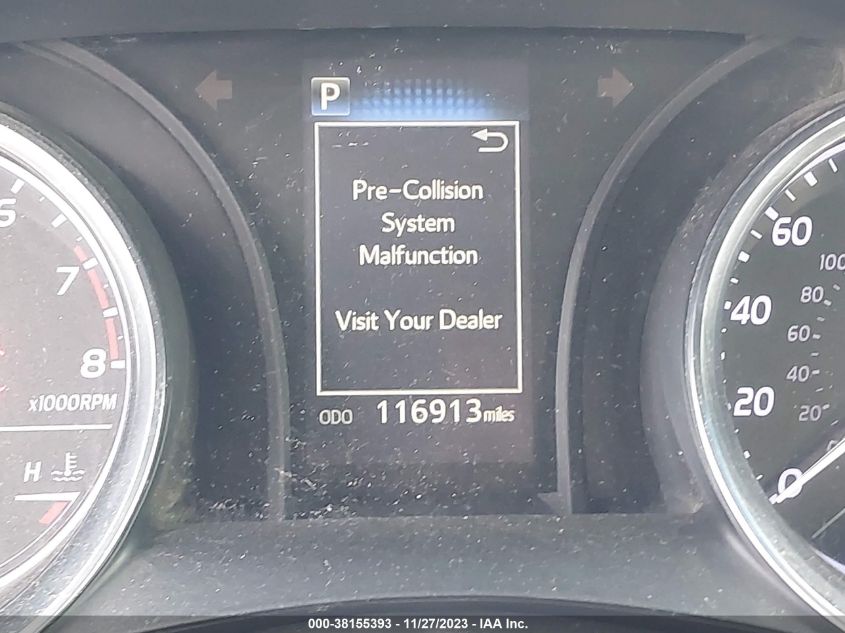 P
Pre-Collision
System
Malfunction
Visit Your Dealer
ODO 116913 miles
6
7
8
x1000RPM
H
60
40
20
0
100
80
60
40
20
000-38155393 - 11/27/2023 - IAA Inc.